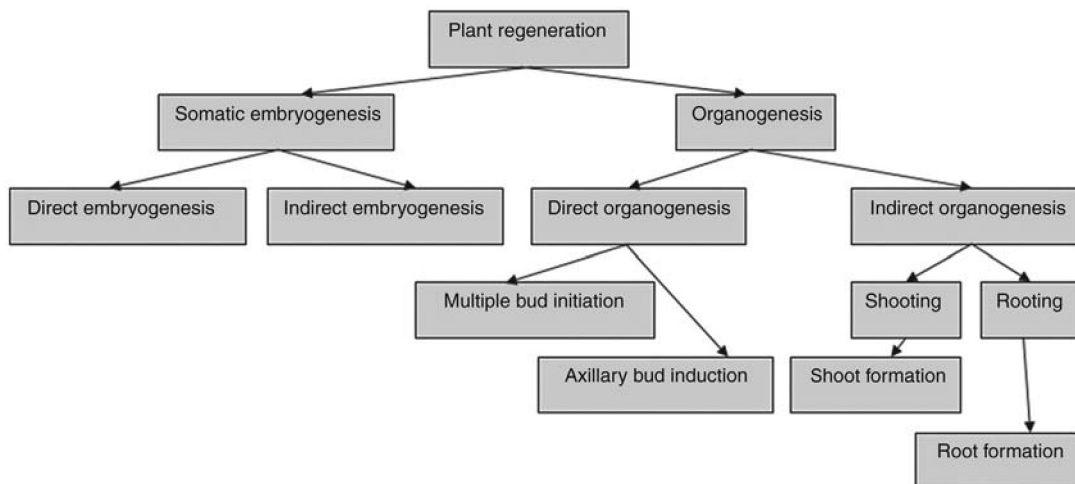 Plant regeneration
Somatic embryogenesis
Organogenesis
Direct embryogenesis
Indirect embryogenesis
Direct organogenesis
Indirect organogenesis
Multiple bud initiation
Shooting
Rooting
Axillary bud induction
Shoot formation
Root formation